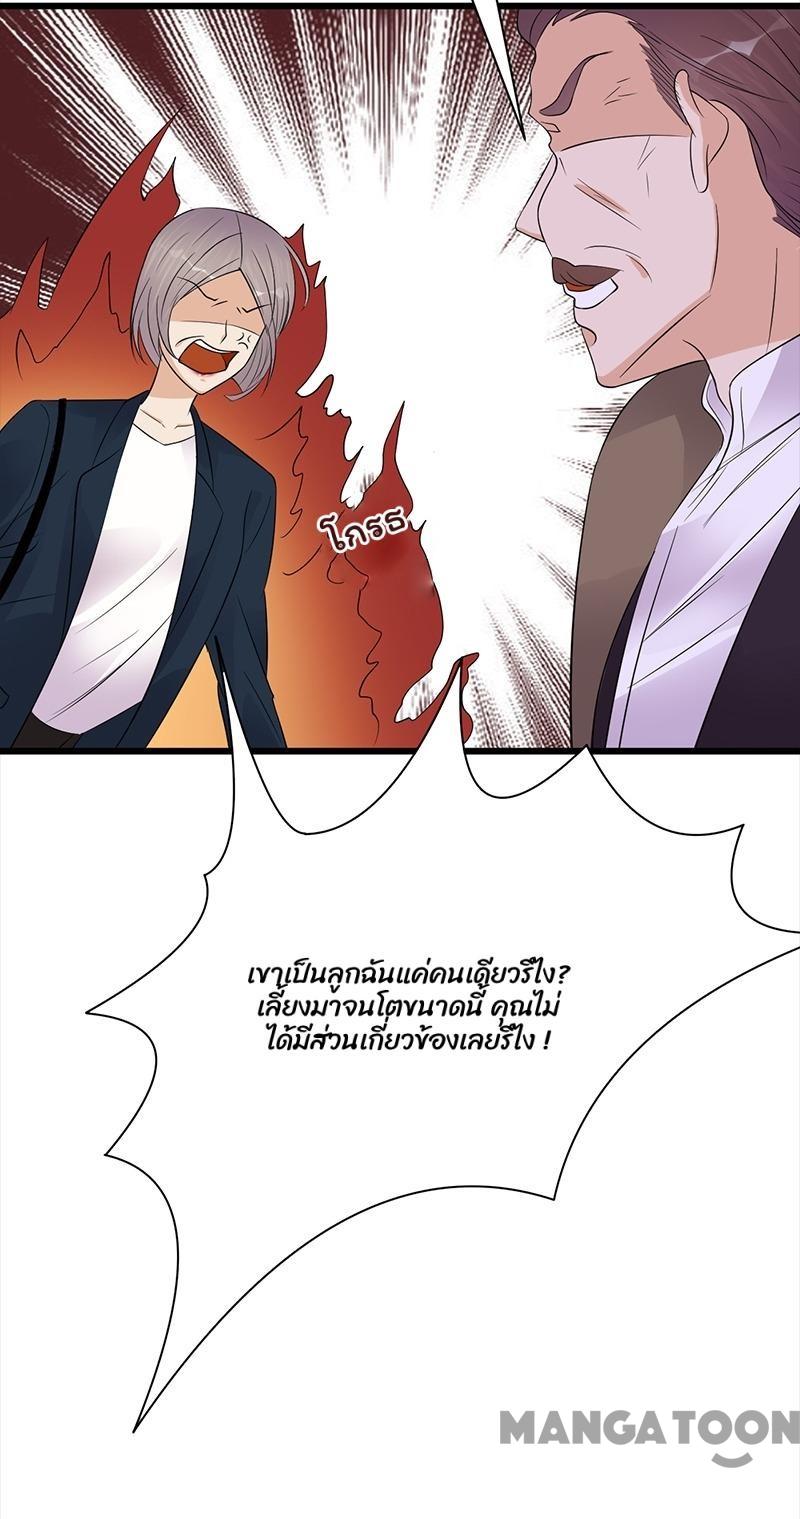 โกรธ
เขาเป็นลูกฉันแค่คนเดียวรึไง?
เลี้ยงมาจนโตขนาดนี้ คุณไม่
ได้มีส่วนเกี่ยวข้องเลยรึไง !
MANGATOON